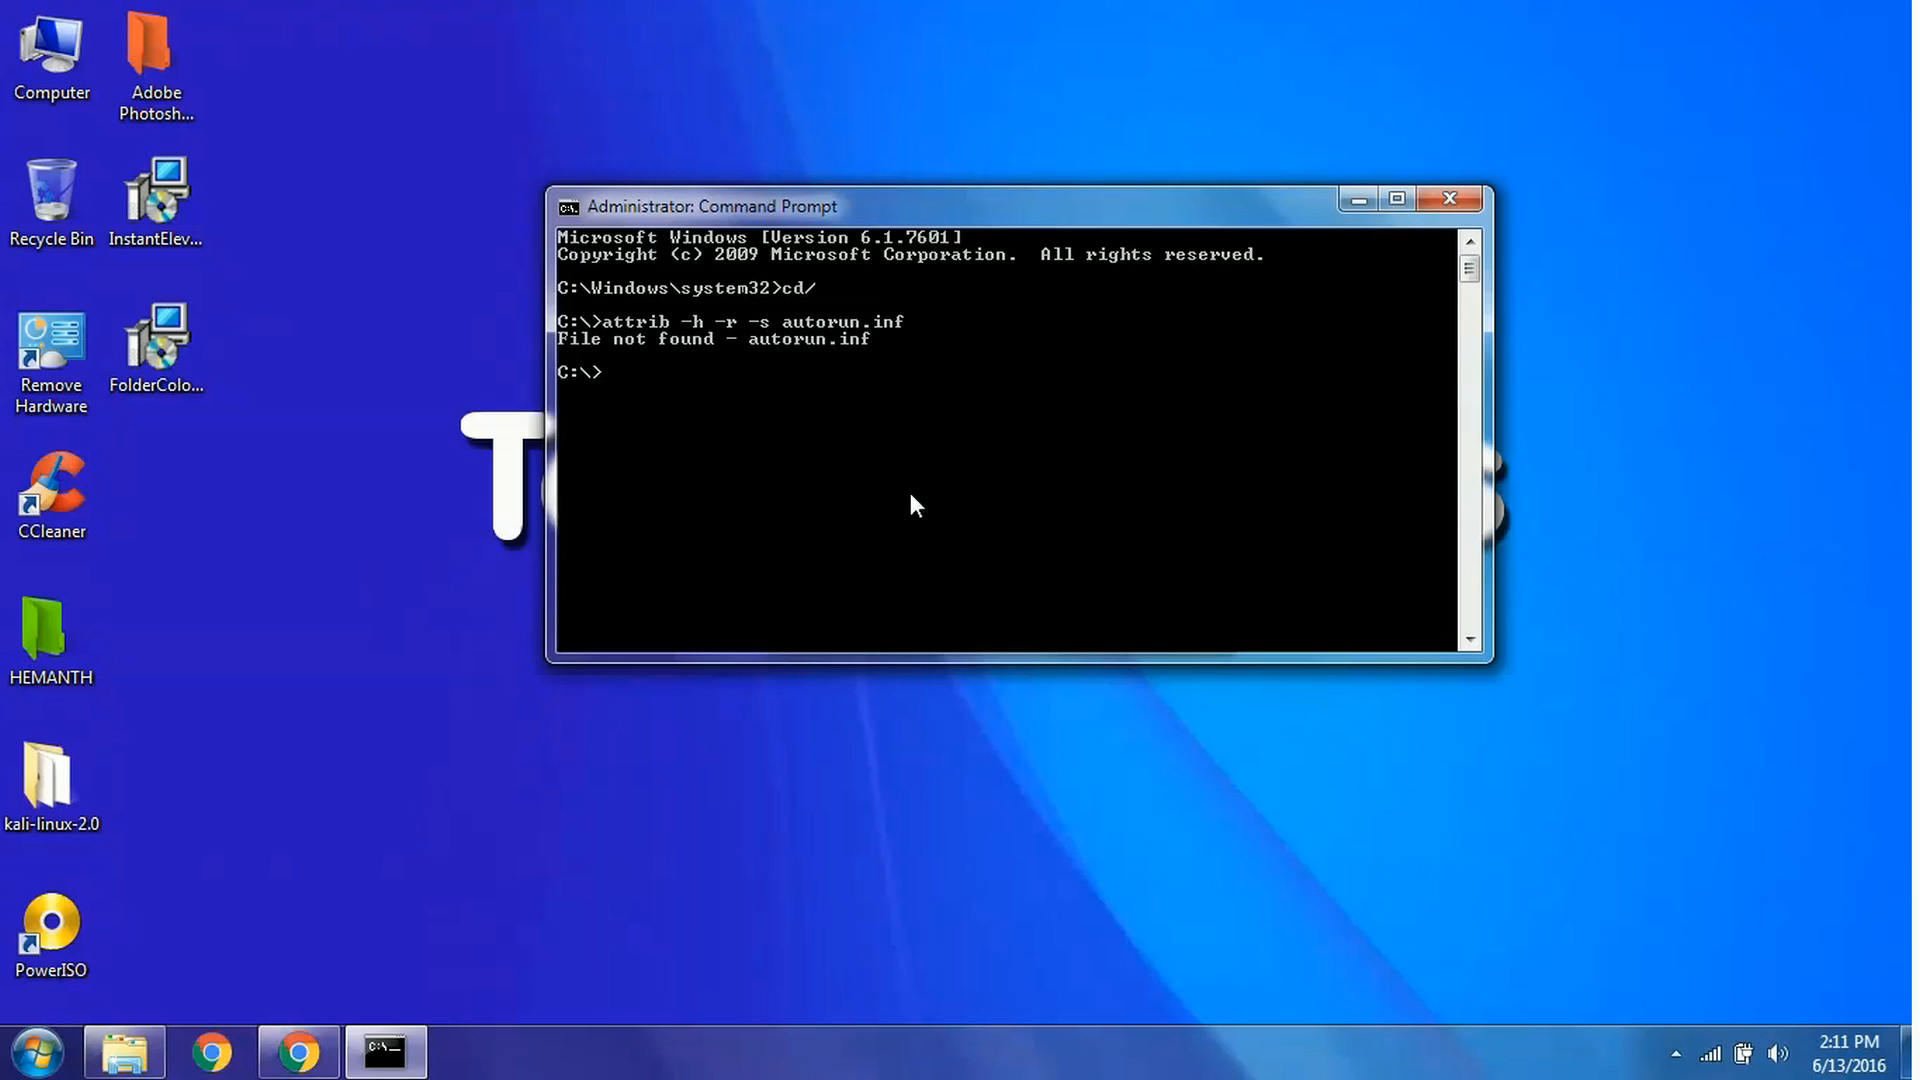 Computer
Adobe
Photosh...
Recycle Bin
InstantElev...
Remove
Hardware
FolderColo...
CCleaner
HEMANTH
kali-linux-2.0
PowerISO
Administrator: Command Prompt
Microsoft Windows [Version 6.1.7601]
Copyright (c) 2009 Microsoft Corporation.  All rights reserved.
C:\Windows\system32>cd/
C:\>attrib -h -r -s autorun.inf
File not found - autorun.inf
C:\>
T
2:11 PM
6/13/2016